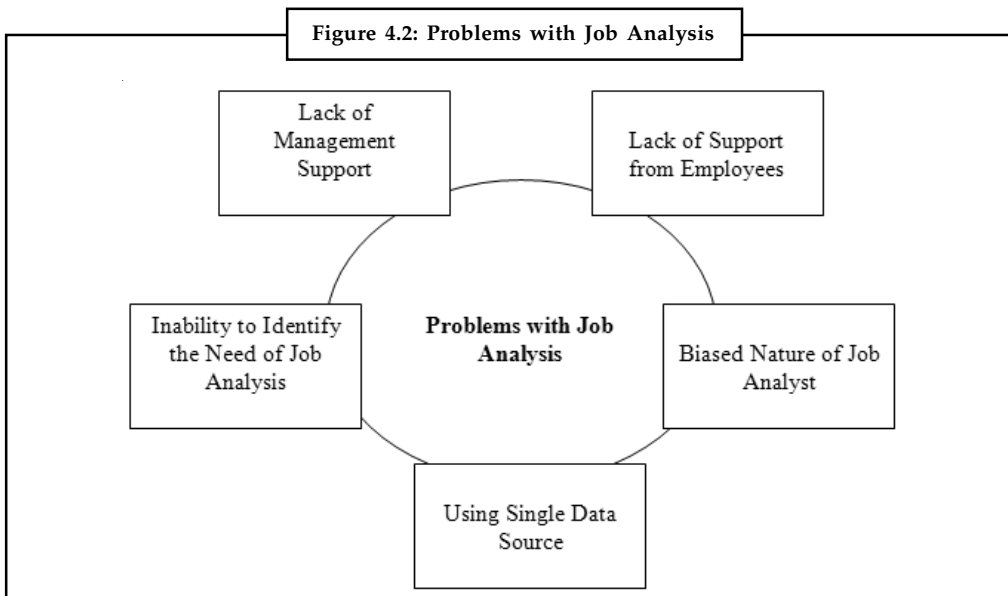 Figure 4.2: Problems with Job Analysis
Lack of
Management
Support
Lack of Support
from Employees
Inability to Identify
the Need of Job
Analysis
Problems with Job
Analysis
Biased Nature of Job
Analyst
Using Single Data
Source